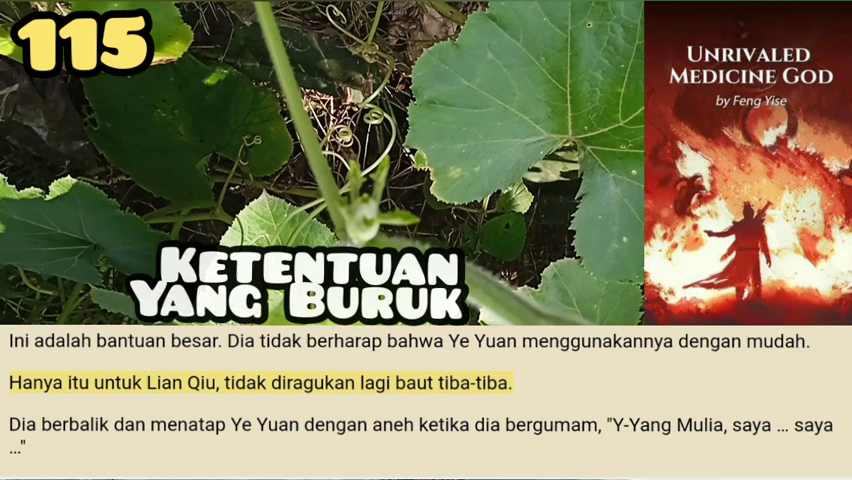 115
UNRIVALED
MEDICINE GOD
by Feng Yise
KETENTUAN
YANG BURUK
Ini adalah bantuan besar. Dia tidak berharap bahwa Ye Yuan menggunakannya dengan mudah.
Hanya itu untuk Lian Qiu, tidak diragukan lagi baut tiba-tiba.
Dia berbalik dan menatap Ye Yuan dengan aneh ketika dia bergumam, "Y-Yang Mulia, saya ... saya
..."